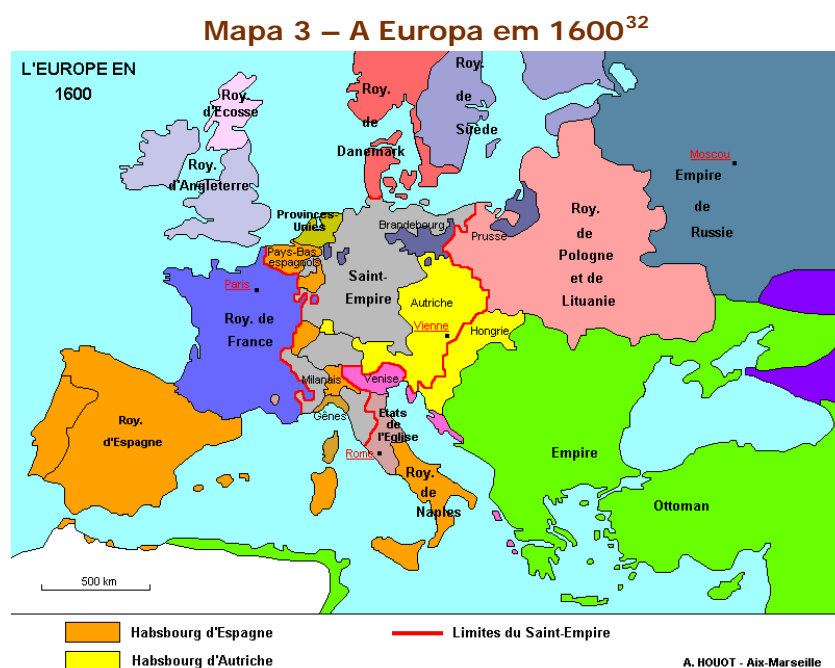 Mapa 3 – A Europa em 1600³²
L'EUROPE EN
1600
Roy.
d'Ecosse
Roy.
d'Angleterre
Roy.
de
Danemark
Roy.
de
Suède
Moscou
Empire
de
Russie
Provinces-
Unies
Brandebourg
Prusse
Roy.
de
Pologne
et de
Lituanie
Pays-Bas
espagnols
Saint-
Empire
Paris
Roy. de
France
Autriche
Vienne
Hongrie
Milanais
Venise
Gênes
Etats
de
l'Eglise
Rome
Roy.
d'Espagne
Roy.
de
Naples
Empire
Ottoman
500 km
Habsbourg d'Espagne
Limites du Saint-Empire
Habsbourg d'Autriche
A. HOUOT - Aix-Marseille